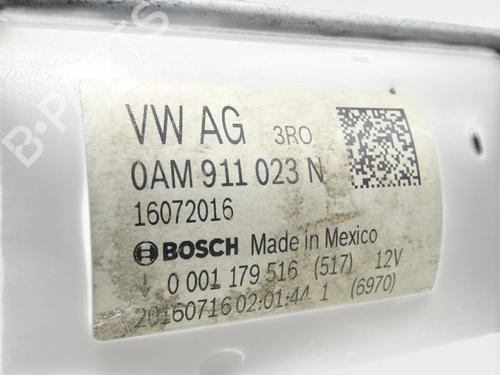 VW AG 3RO
0AM 911 023 N
16072016
BOSCH Made in Mexico
0 001 179 516 (517) 12V
20160716 02:01:44 1 (6970)